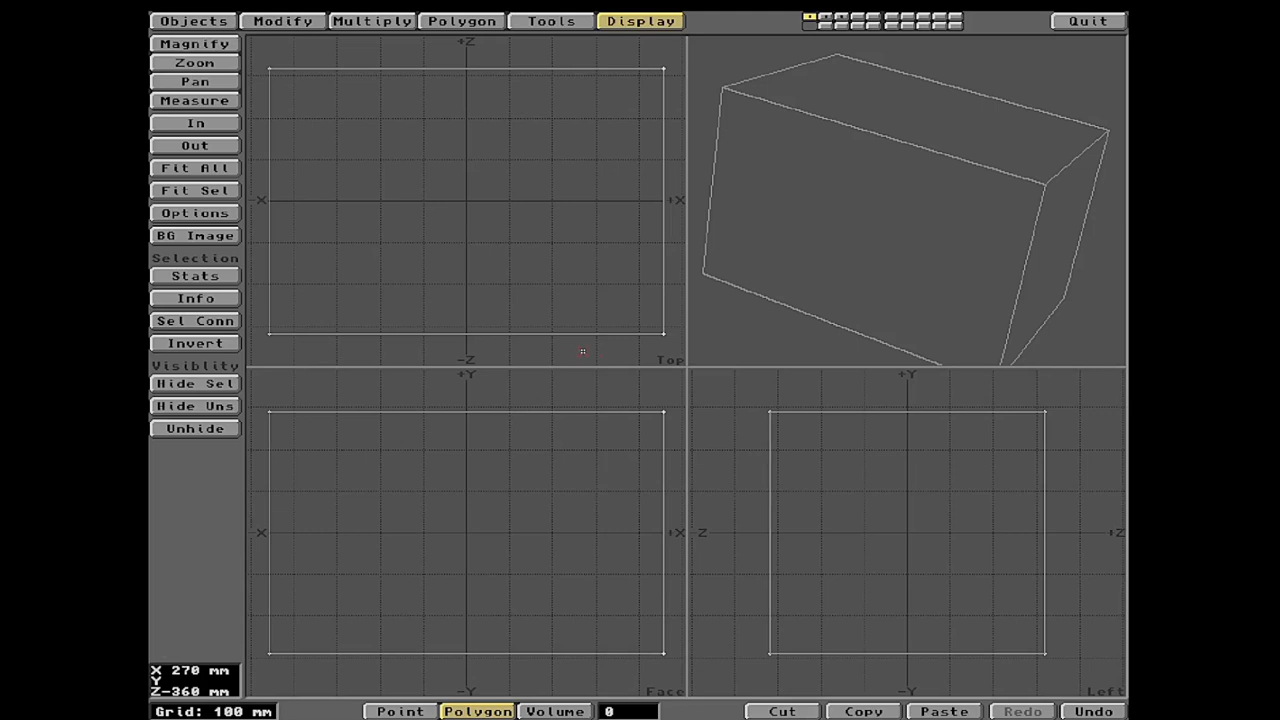 Objects Modify Multiply Polygon Tools Display Quit
Magnify
Zoom
Pan
Measure
In
Out
Fit All
Fit Sel
Options
BG Image
Selection
Stats
Info
Sel Conn
Invert
Visiblity
Hide Sel
Hide Uns
Unhide
+Z
-X +X
-Z Top
+Y
-X +X
-Y Face
+Y
-Z +Z
-Y Left
X 270 mm
Y
Z-360 mm
Grid: 100 mm Point Polygon Volume 0 Cut Copy Paste Redo Undo